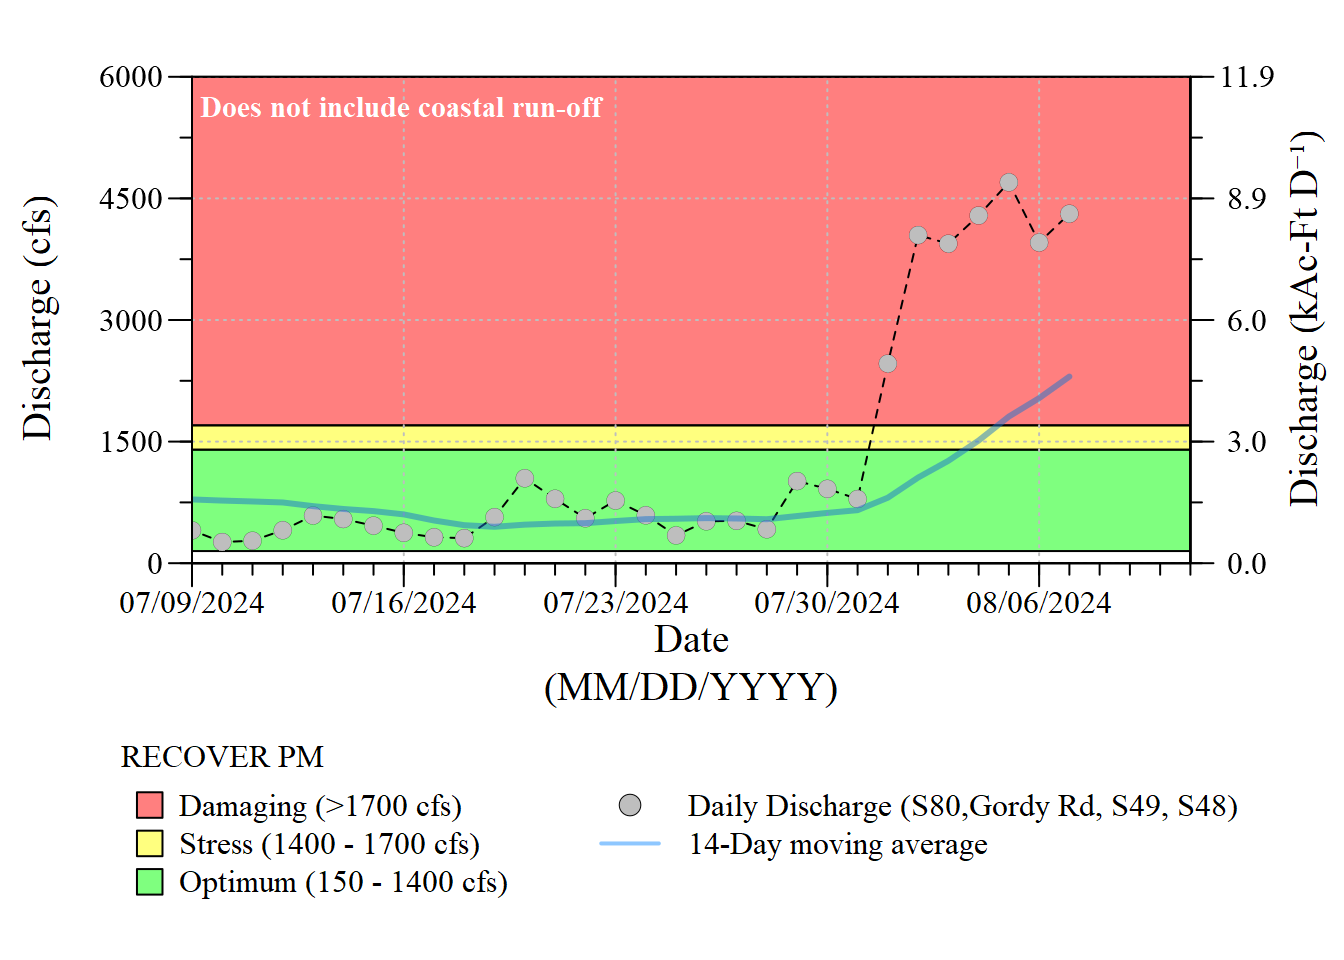 Does not include coastal run-off
6000
4500
3000
1500
0
Discharge (cfs)
11.9
8.9
6.0
3.0
0.0
Discharge (kAc-Ft D⁻¹)
07/09/2024 07/16/2024 07/23/2024 07/30/2024 08/06/2024
Date
(MM/DD/YYYY)
RECOVER PM
Damaging (>1700 cfs)
Stress (1400 - 1700 cfs)
Optimum (150 - 1400 cfs)
Daily Discharge (S80,Gordy Rd, S49, S48)
14-Day moving average